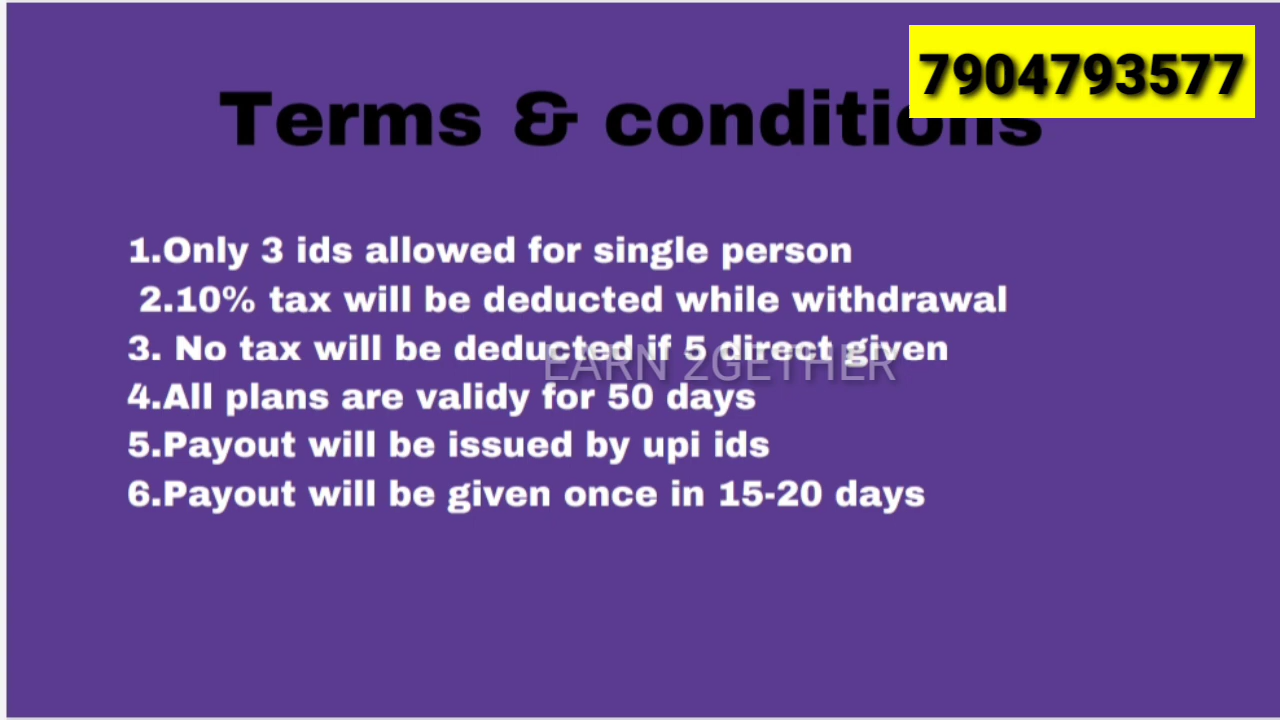 7904793577
Terms & conditions
1.Only 3 ids allowed for single person
2.10% tax will be deducted while withdrawal
3. No tax will be deducted if 5 direct given
EARN 2GETHER
4.All plans are validy for 50 days
5.Payout will be issued by upi ids
6.Payout will be given once in 15-20 days